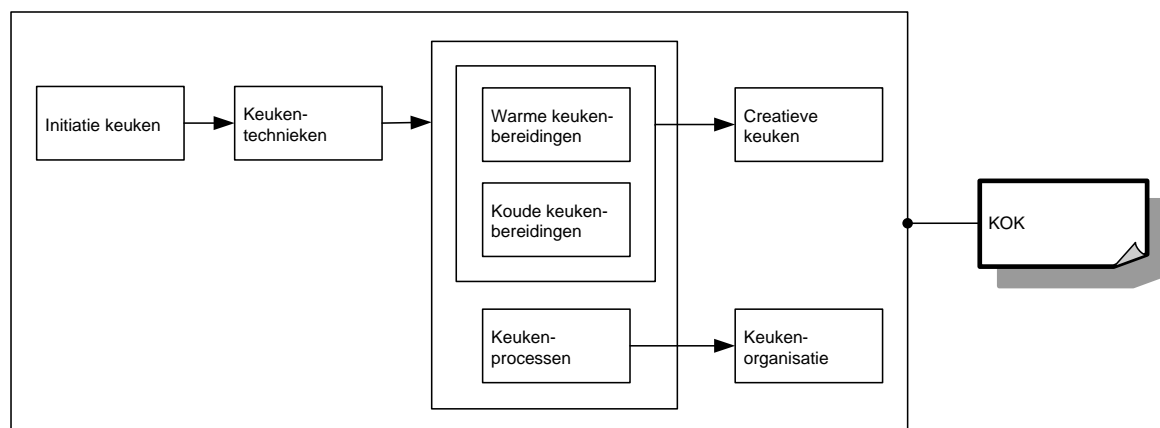 Initiatie keuken
Keuken-
technieken
Warme keuken-
bereidingen
Koude keuken-
bereidingen
Keuken-
processen
Creatieve
keuken
Keuken-
organisatie
KOK